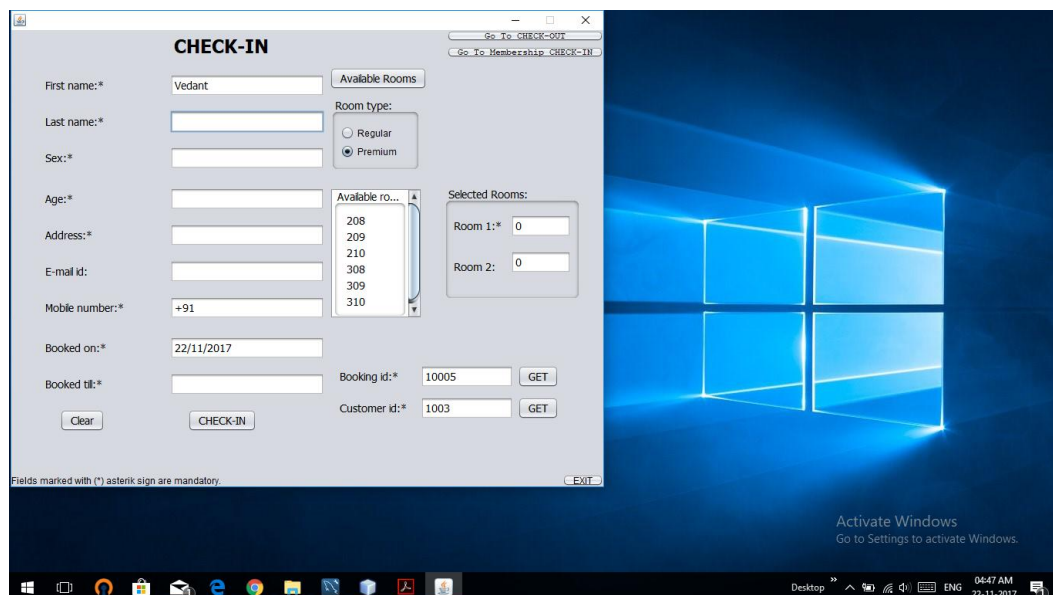 CHECK-IN
Go To CHECK-OUT
Go To Membership CHECK-IN
First name:*
Vedant
Available Rooms
Last name:*
Room type:
Regular
Premium
Sex:*
Age:*
Available ro...
208
209
210
308
309
310
Selected Rooms:
Room 1:* 0
Room 2: 0
Address:*
E-mail id:
Mobile number:* +91
Booked on:* 22/11/2017
Booked till:*
Booking id:* 10005 GET
Customer id:* 1003 GET
Clear
CHECK-IN
Fields marked with (*) asterik sign are mandatory.
EXIT
Activate Windows
Go to Settings to activate Windows.
Desktop
ENG
04:47 AM
22-11-2017